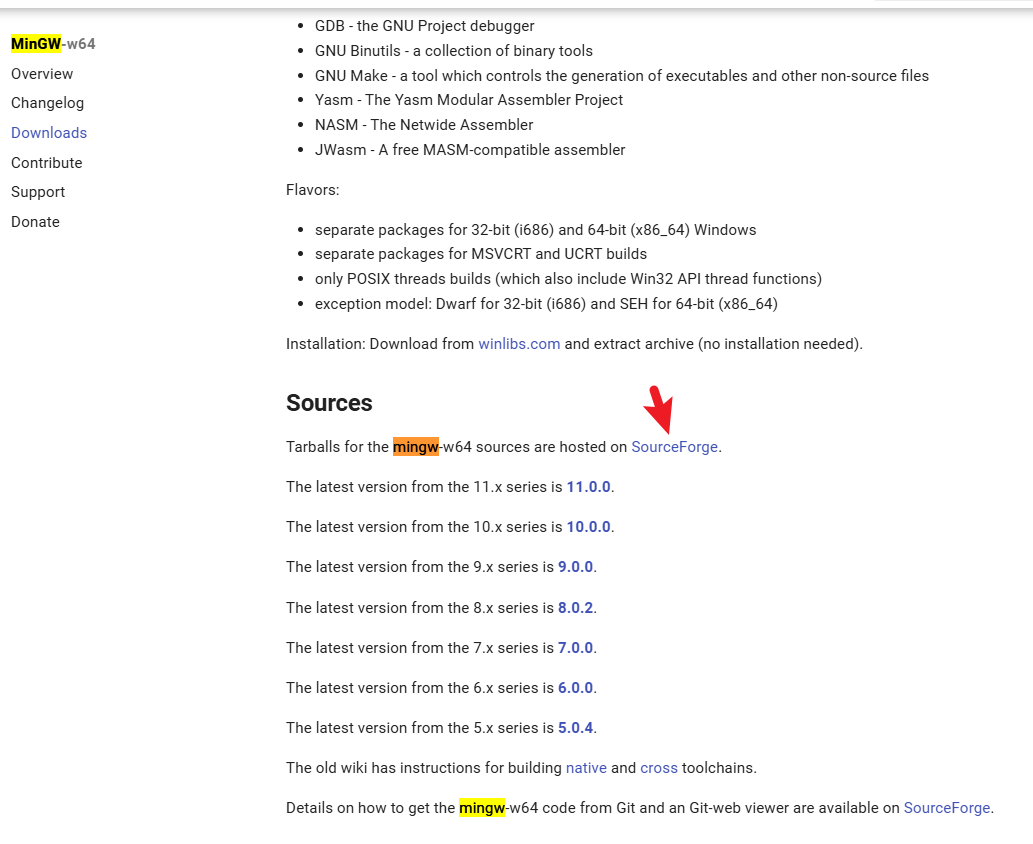 MinGW-w64
Overview
Changelog
Downloads
Contribute
Support
Donate
GDB - the GNU Project debugger
GNU Binutils - a collection of binary tools
GNU Make - a tool which controls the generation of executables and other non-source files
Yasm - The Yasm Modular Assembler Project
NASM - The Netwide Assembler
JWasm - A free MASM-compatible assembler
Flavors:
separate packages for 32-bit (i686) and 64-bit (x86_64) Windows
separate packages for MSVCRT and UCRT builds
only POSIX threads builds (which also include Win32 API thread functions)
exception model: Dwarf for 32-bit (i686) and SEH for 64-bit (x86_64)
Installation: Download from winlibs.com and extract archive (no installation needed).
Sources
Tarballs for the mingw-w64 sources are hosted on SourceForge.
The latest version from the 11.x series is 11.0.0.
The latest version from the 10.x series is 10.0.0.
The latest version from the 9.x series is 9.0.0.
The latest version from the 8.x series is 8.0.2.
The latest version from the 7.x series is 7.0.0.
The latest version from the 6.x series is 6.0.0.
The latest version from the 5.x series is 5.0.4.
The old wiki has instructions for building native and cross toolchains.
Details on how to get the mingw-w64 code from Git and an Git-web viewer are available on SourceForge.